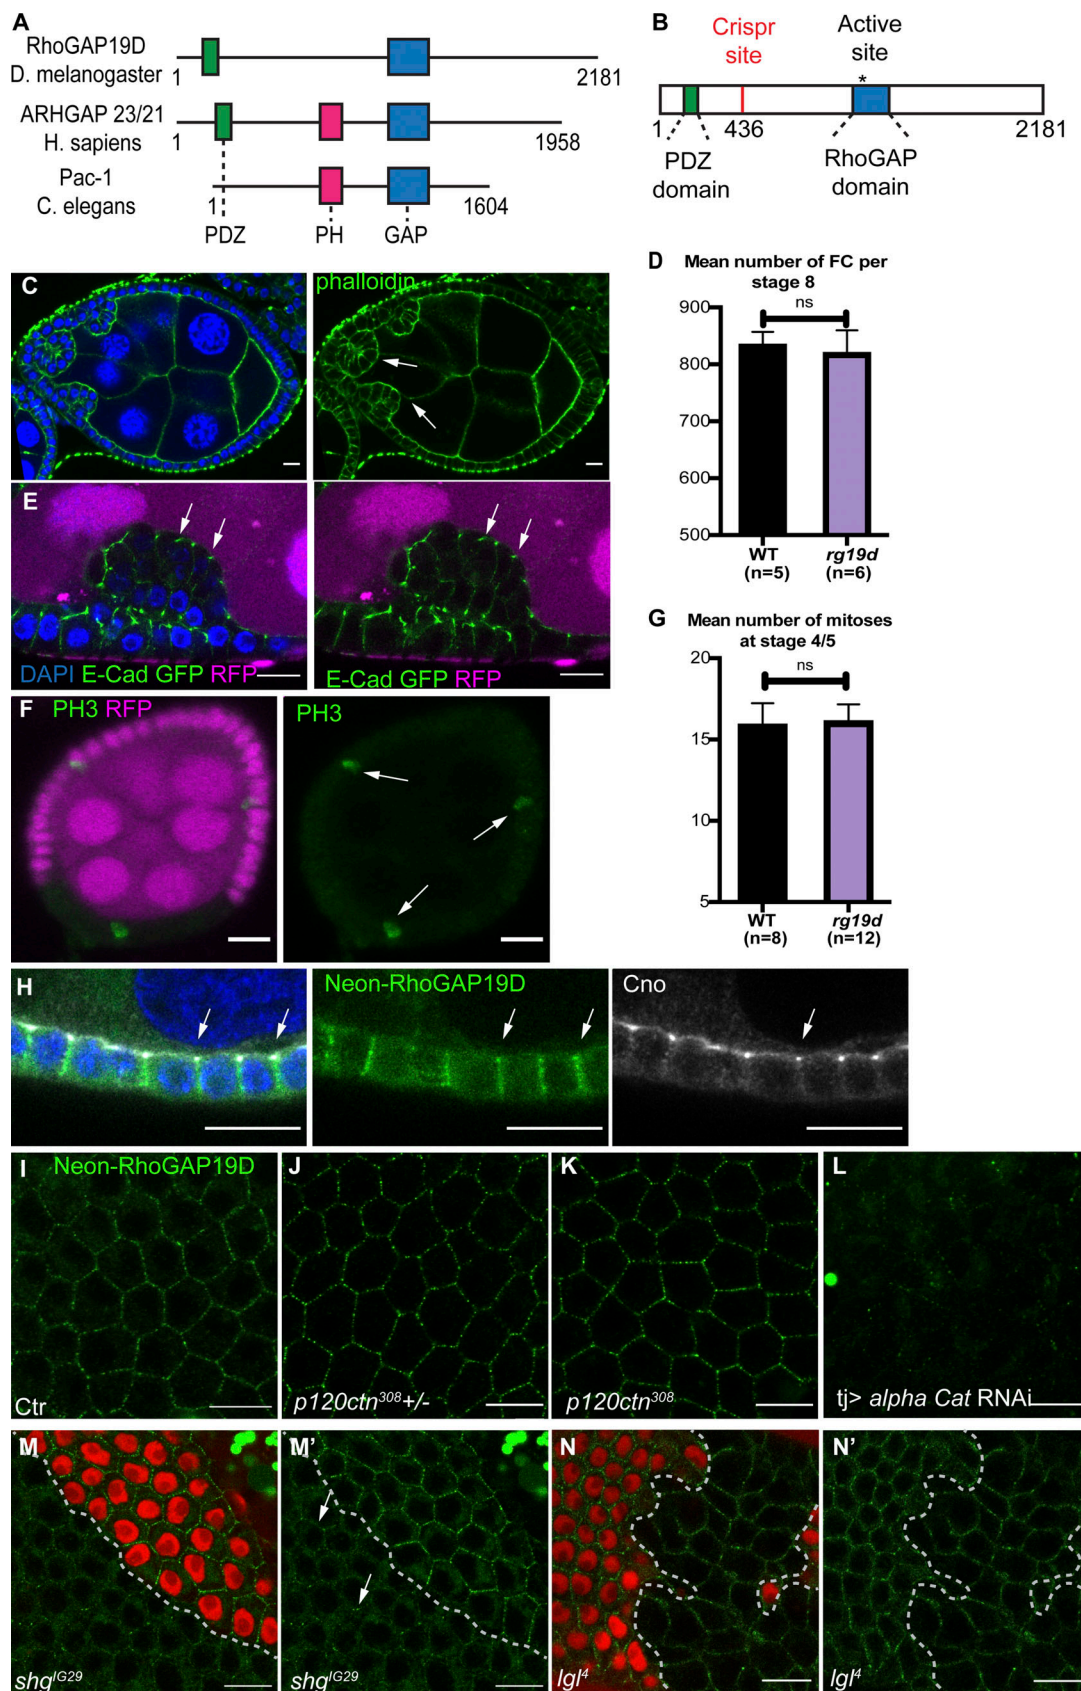 A
RhoGAP19D
D. melanogaster
1
2181
ARHGAP 23/21
H. sapiens
1
1958
Pac-1
C. elegans
1
1604
PDZ
PH
GAP
B
Crispr
site
Active
site
*
1
436
2181
PDZ
domain
RhoGAP
domain
C
phalloidin
D
Mean number of FC per
stage 8
ns
900
800
700
600
500
WT
(n=5)
rg19d
(n=6)
E
DAPI E-Cad GFP RFP
E-Cad GFP RFP
F
PH3 RFP
PH3
G
Mean number of mitoses
at stage 4/5
ns
20
15
10
5
WT
(n=8)
rg19d
(n=12)
H
Neon-RhoGAP19D
Cno
I
Neon-RhoGAP19D
Ctr
J
p120ctn³⁰⁸+/-
K
p120ctn³⁰⁸
L
tj> alpha Cat RNAi
M
shg^IG29
M'
shg^IG29
N
lgl⁴
N'
lgl⁴